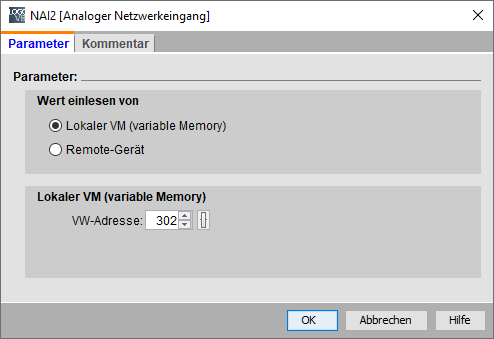 NAI2 [Analoger Netzwerkeingang]
Parameter Kommentar
Parameter:
Wert einlesen von
Lokaler VM (variable Memory)
Remote-Gerät
Lokaler VM (variable Memory)
VW-Adresse: 302
OK Abbrechen Hilfe